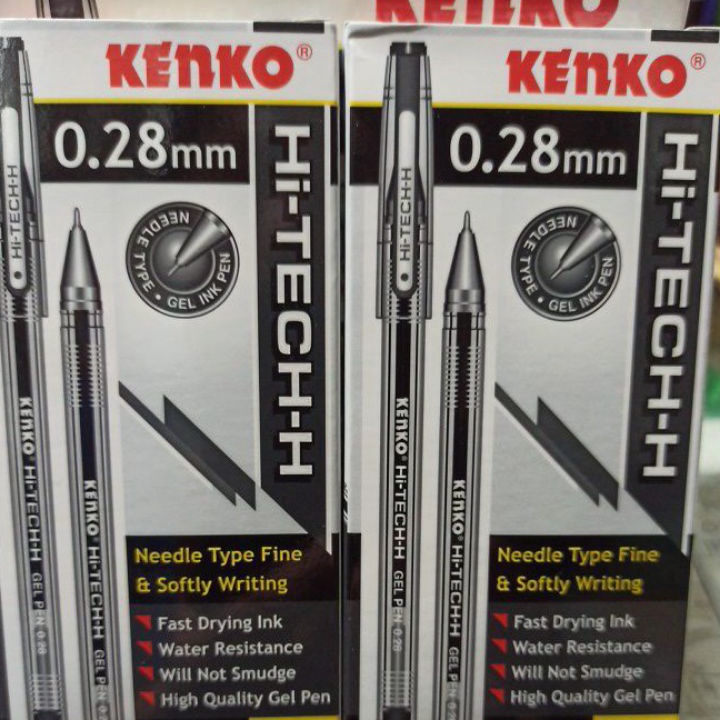 KENKO
KENKO®
0.28mm
Hi-TECH-H
Hi-TECH-H
NEEDLE TYPE • GEL INK PEN
KENKO® Hi-TECH-H GEL PEN 0.28
KENKO® Hi-TECH-H GEL PEN
Needle Type Fine
& Softly Writing
Fast Drying Ink
Water Resistance
Will Not Smudge
High Quality Gel Pen
KENKO®
0.28mm
Hi-TECH-H
Hi-TECH-H
NEEDLE TYPE • GEL INK PEN
KENKO® Hi-TECH-H GEL PEN 0.28
KENKO® Hi-TECH-H GEL PEN
Needle Type Fine
& Softly Writing
Fast Drying Ink
Water Resistance
Will Not Smudge
High Quality Gel Pen